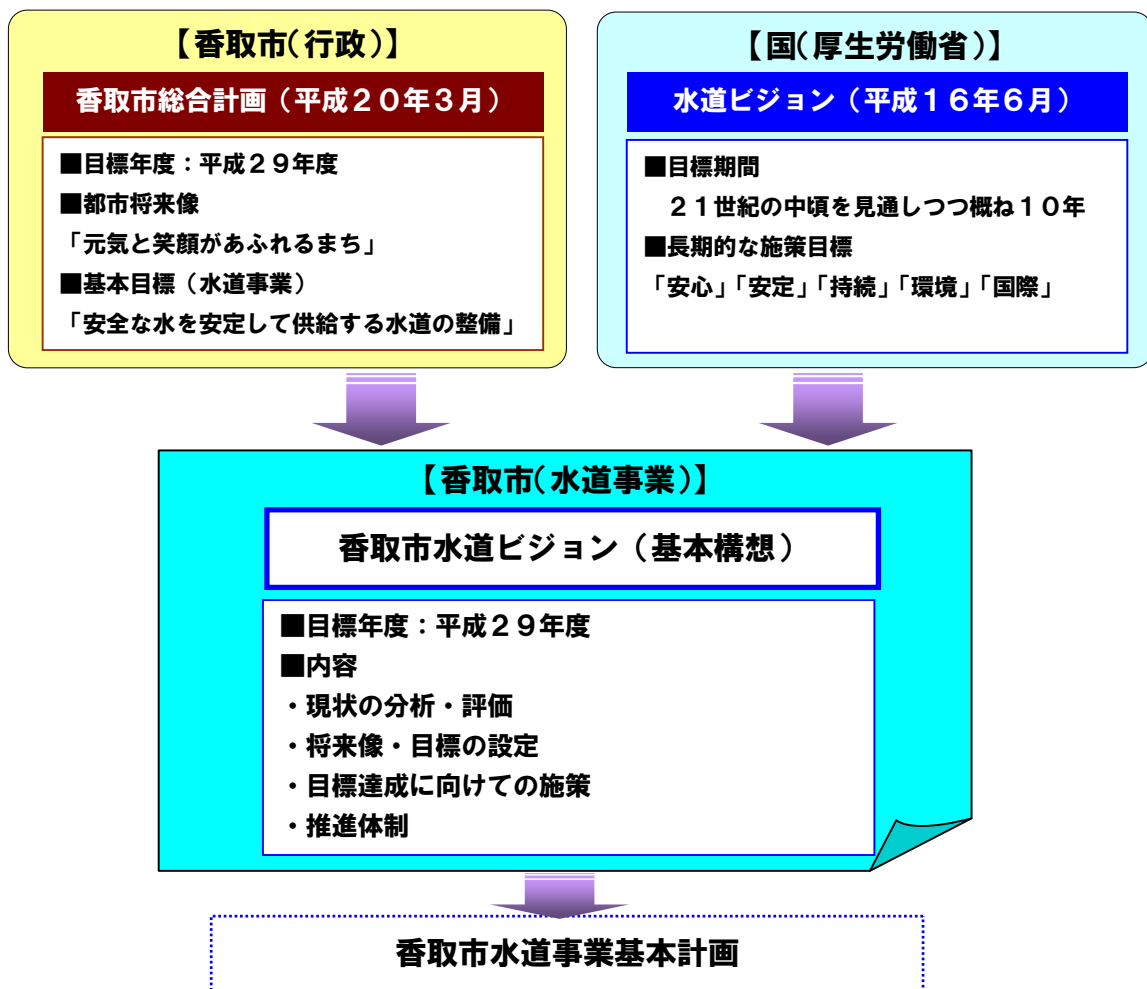 【香取市(行政)】
香取市総合計画（平成２０年３月）
■目標年度：平成２９年度
■都市将来像
「元気と笑顔があふれるまち」
■基本目標（水道事業）
「安全な水を安定して供給する水道の整備」
【国(厚生労働省)】
水道ビジョン（平成１６年６月）
■目標期間
２１世紀の中頃を見通しつつ概ね１０年
■長期的な施策目標
「安心」「安定」「持続」「環境」「国際」
【香取市(水道事業)】
香取市水道ビジョン（基本構想）
■目標年度：平成２９年度
■内容
・現状の分析・評価
・将来像・目標の設定
・目標達成に向けての施策
・推進体制
香取市水道事業基本計画